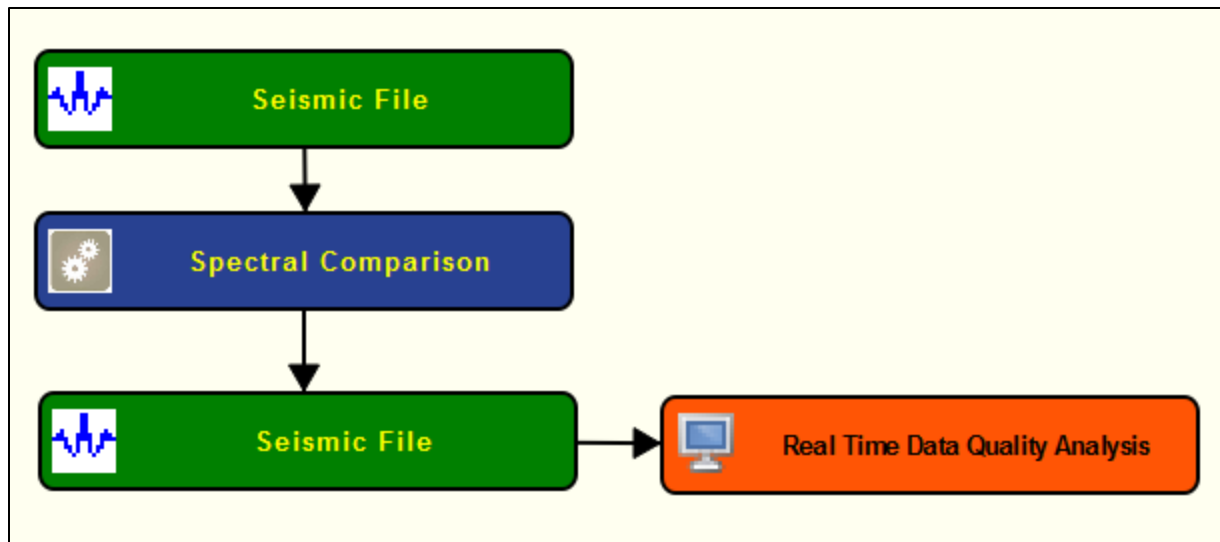 Seismic File
Spectral Comparison
Seismic File
Real Time Data Quality Analysis